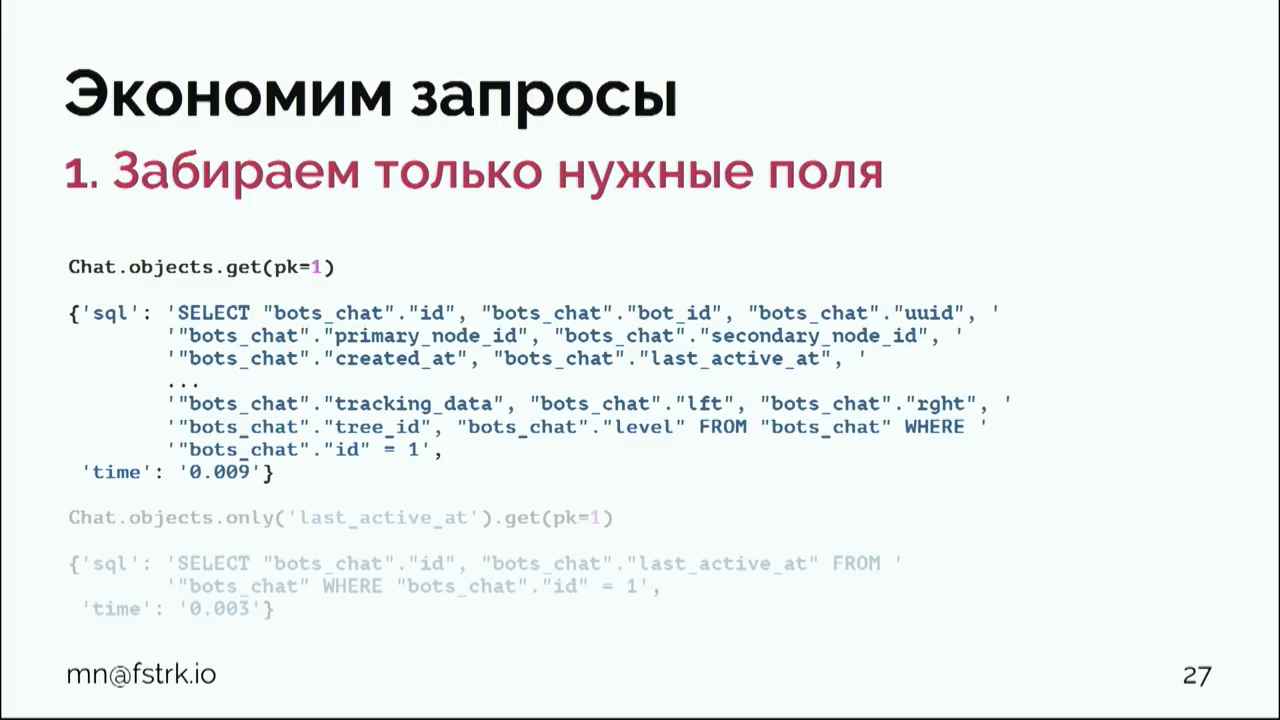 Экономим запросы
1. Забираем только нужные поля
Chat.objects.get(pk=1)
{'sql': 'SELECT "bots_chat"."id", "bots_chat"."bot_id", "bots_chat"."uuid", '
'"bots_chat"."primary_node_id", "bots_chat"."secondary_node_id", '
'"bots_chat"."created_at", "bots_chat"."last_active_at", '
...
'"bots_chat"."tracking_data", "bots_chat"."lft", "bots_chat"."rght", '
'"bots_chat"."tree_id", "bots_chat"."level" FROM "bots_chat" WHERE '
'"bots_chat"."id" = 1',
'time': '0.009'}
Chat.objects.only('last_active_at').get(pk=1)
{'sql': 'SELECT "bots_chat"."id", "bots_chat"."last_active_at" FROM '
'"bots_chat" WHERE "bots_chat"."id" = 1',
'time': '0.003'}
mn@fstrk.io
27